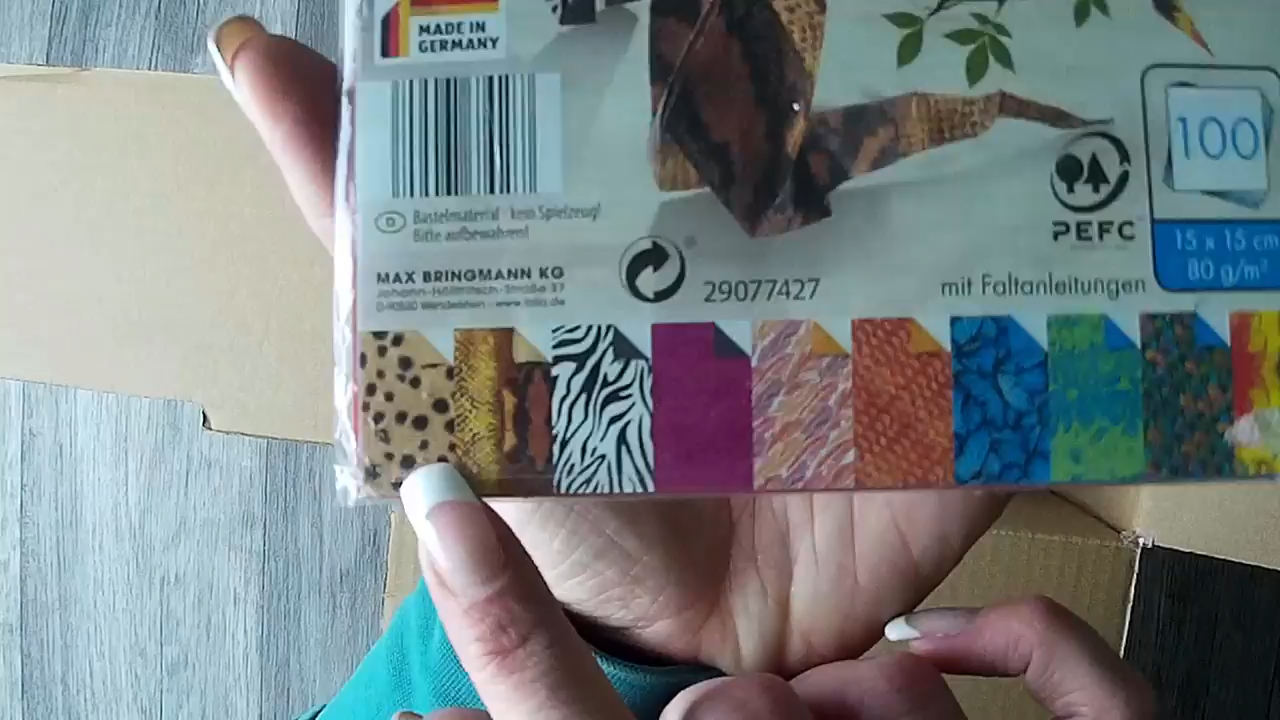 MADE IN
GERMANY
100
Bastelmaterial - kein Spielzeug!
Bitte aufbewahren!
PEFC
15 x 15 cm
80 g/m²
MAX BRINGMANN KG
29077427
mit Faltanleitungen